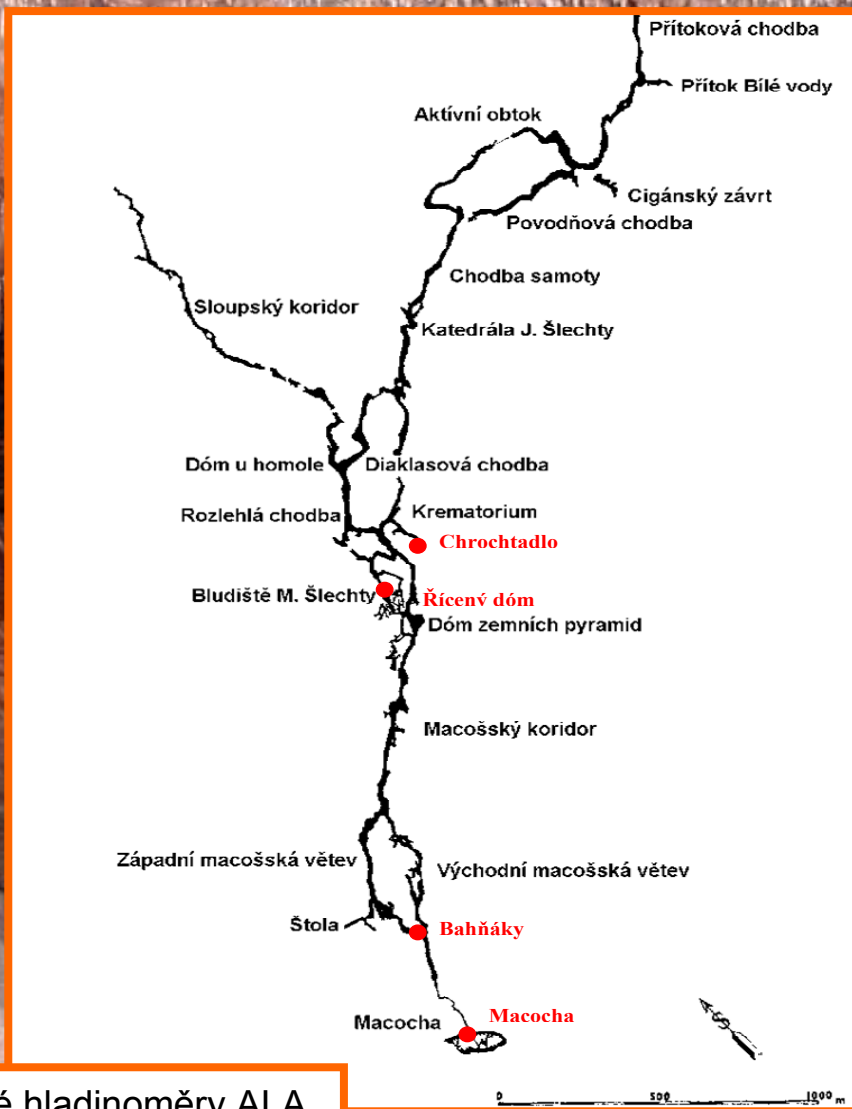 Přítoková chodba
Přítok Bílé vody
Aktívní obtok
Cigánský závrt
Povodňová chodba
Chodba samoty
Sloupský koridor
Katedrála J. Šlechty
Dóm u homole
Diaklasová chodba
Rozlehlá chodba
Krematorium
Chrochtadlo
Bludiště M. Šlechty
Řícený dóm
Dóm zemních pyramid
Macošský koridor
Západní macošská větev
Východní macošská větev
Štola
Bahňáky
Macocha
Macocha
S
0 500 1000 m
hladinoměry ALA